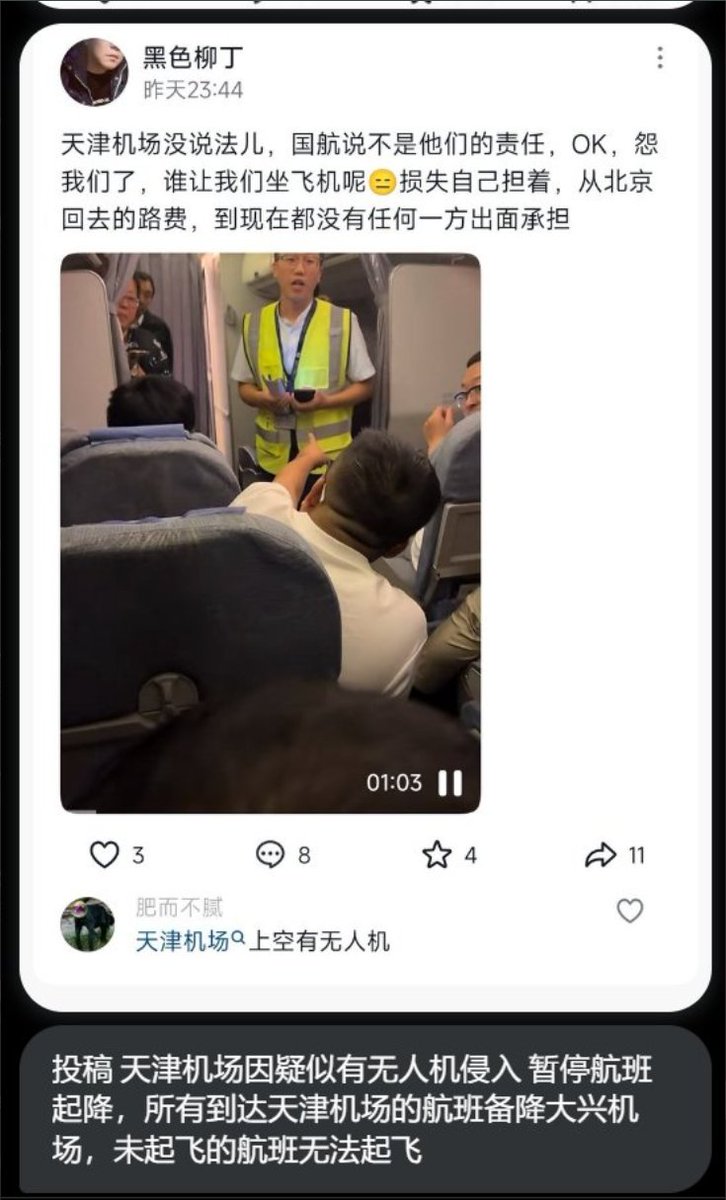 黑色柳丁
昨天23:44
天津机场没说法儿，国航说不是他们的责任，OK，怨
我们了，谁让我们坐飞机呢😑损失自己担着，从北京
回去的路费，到现在都没有任何一方出面承担
01:03
3
8
4
11
肥而不腻
天津机场上空有无人机
投稿 天津机场因疑似有无人机侵入 暂停航班
起降，所有到达天津机场的航班备降大兴机
场，未起飞的航班无法起飞